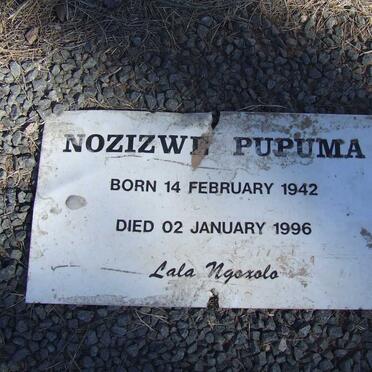 NOZIZWE PUPUMA
BORN 14 FEBRUARY 1942
DIED 02 JANUARY 1996
Lala Ngoxolo